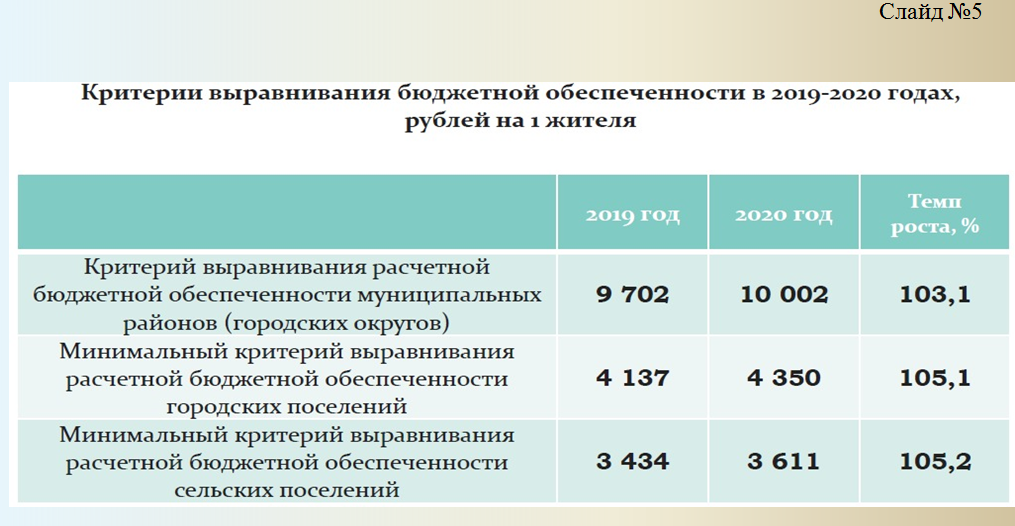 Слайд №5
Критерии выравнивания бюджетной обеспеченности в 2019-2020 годах,
рублей на 1 жителя
2019 год
2020 год
Темп
роста, %
Критерий выравнивания расчетной
бюджетной обеспеченности муниципальных
районов (городских округов)
9 702
10 002
103,1
Минимальный критерий выравнивания
расчетной бюджетной обеспеченности
городских поселений
4 137
4 350
105,1
Минимальный критерий выравнивания
расчетной бюджетной обеспеченности
сельских поселений
3 434
3 611
105,2